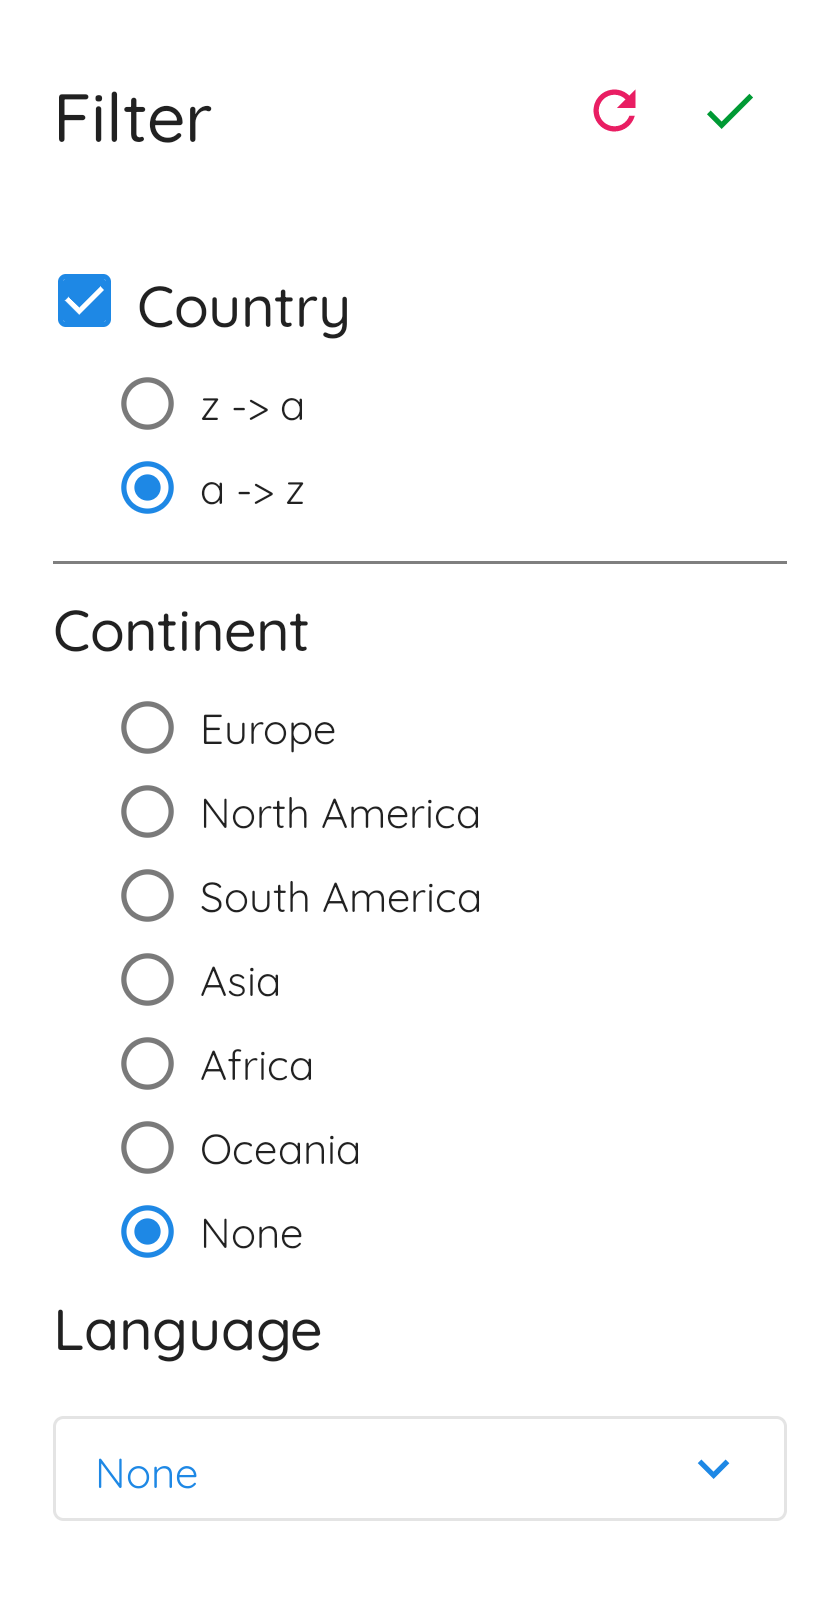 Filter
Country
z -> a
a -> z
Continent
Europe
North America
South America
Asia
Africa
Oceania
None
Language
None